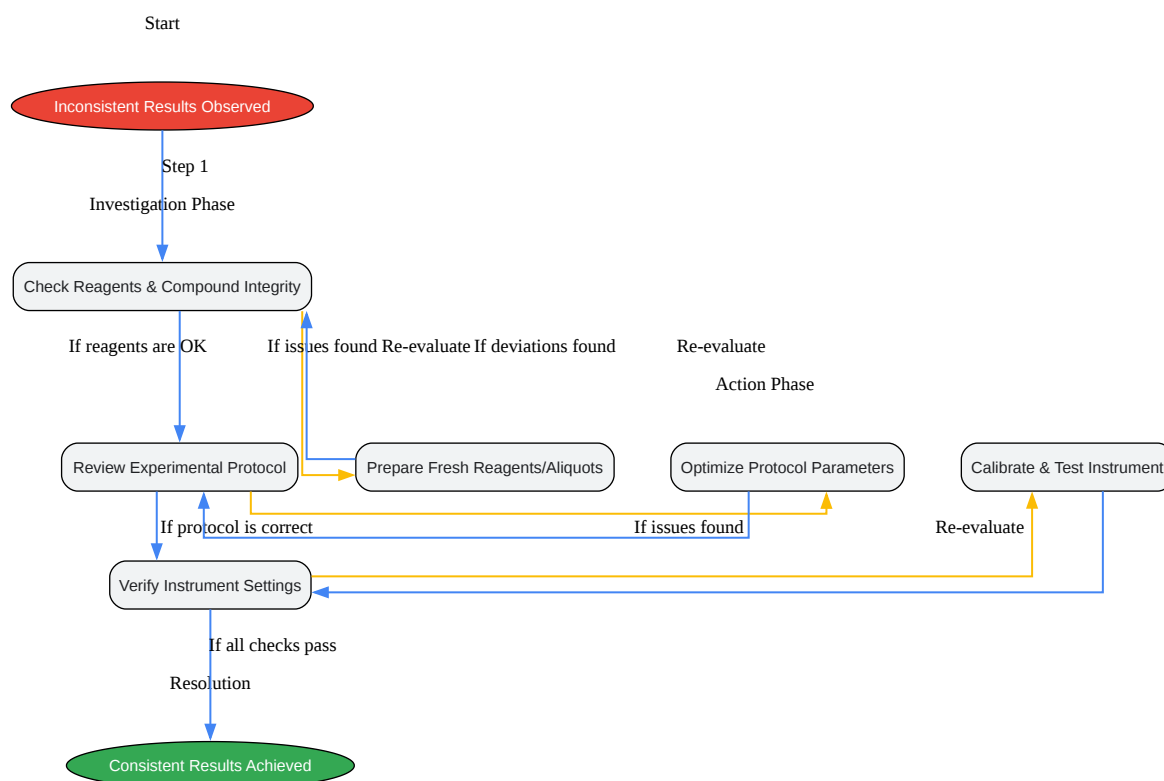 Start
Inconsistent Results Observed
Step 1
Investigation Phase
Check Reagents & Compound Integrity
If reagents are OK
If issues found
Re-evaluate
If deviations found
Re-evaluate
Action Phase
Review Experimental Protocol
Prepare Fresh Reagents/Aliquots
Optimize Protocol Parameters
Calibrate & Test Instrument
If protocol is correct
If issues found
Re-evaluate
Verify Instrument Settings
If all checks pass
Resolution
Consistent Results Achieved